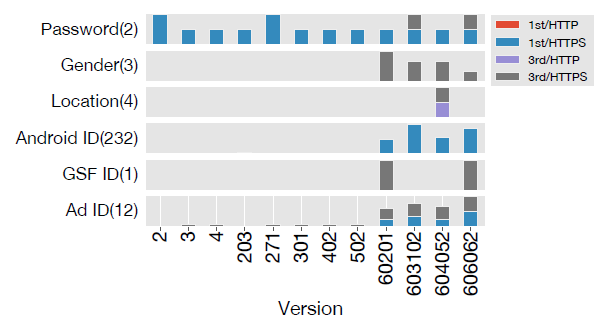 Password(2)
Gender(3)
Location(4)
Android ID(232)
GSF ID(1)
Ad ID(12)
1st/HTTP
1st/HTTPS
3rd/HTTP
3rd/HTTPS
2
3
4
203
271
301
402
502
60201
603102
604052
606062
Version